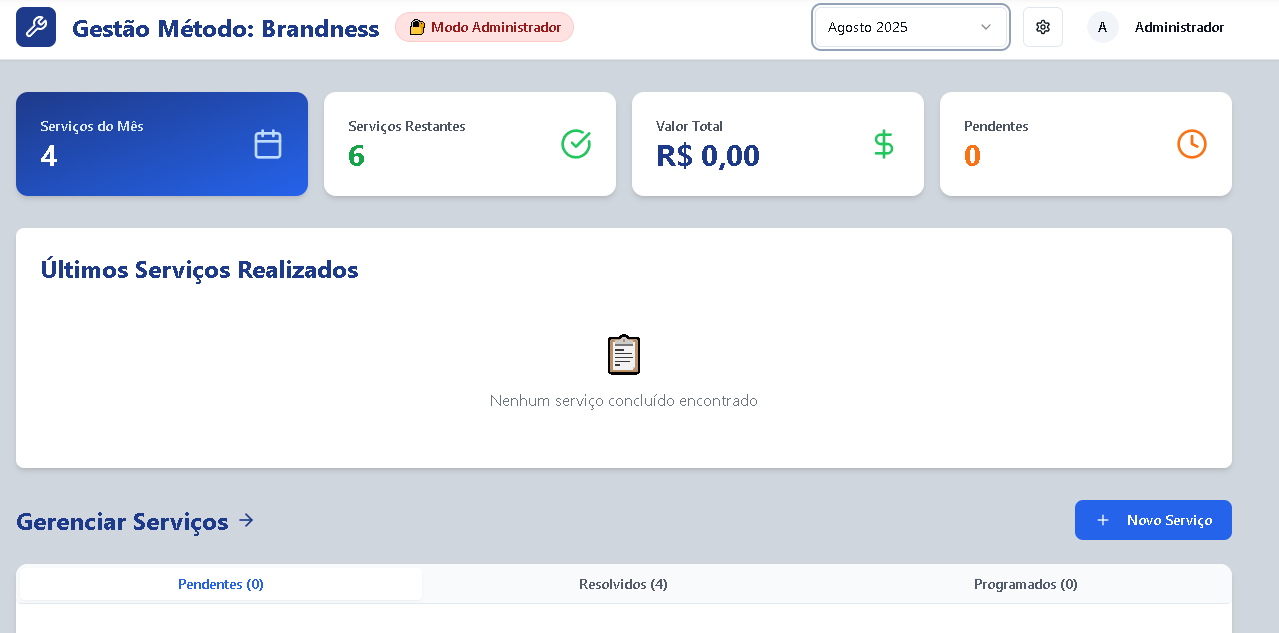 Gestão Método: Brandness
Modo Administrador
Agosto 2025
A
Administrador
Serviços do Mês
4
Serviços Restantes
6
Valor Total
R$ 0,00
Pendentes
0
Últimos Serviços Realizados
Nenhum serviço concluído encontrado
Gerenciar Serviços →
+ Novo Serviço
Pendentes (0)
Resolvidos (4)
Programados (0)